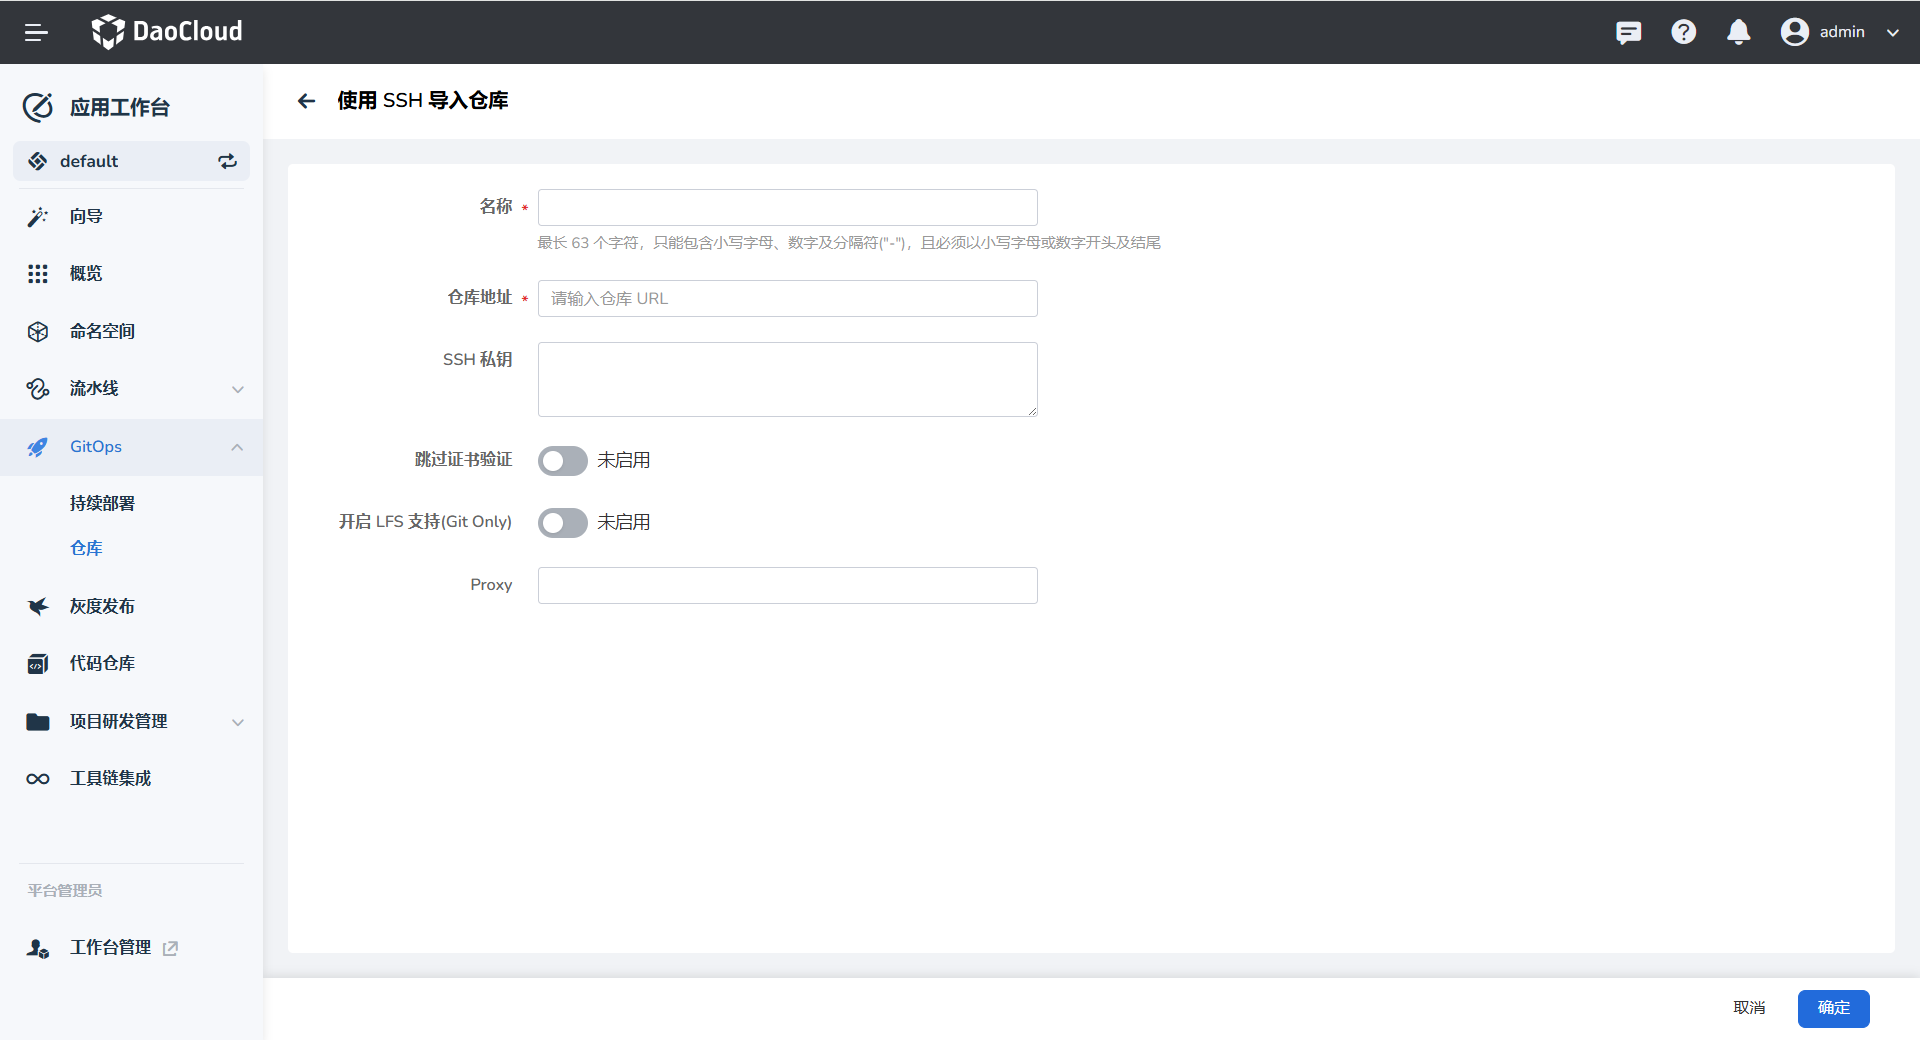 DaoCloud
admin
应用工作台
default
向导
概览
命名空间
流水线
GitOps
持续部署
仓库
灰度发布
代码仓库
项目研发管理
工具链集成
平台管理员
工作台管理
使用 SSH 导入仓库
名称 *
最长 63 个字符，只能包含小写字母、数字及分隔符("-")，且必须以小写字母或数字开头及结尾
仓库地址 *
请输入仓库 URL
SSH 私钥
跳过证书验证
未启用
开启 LFS 支持(Git Only)
未启用
Proxy
取消
确定